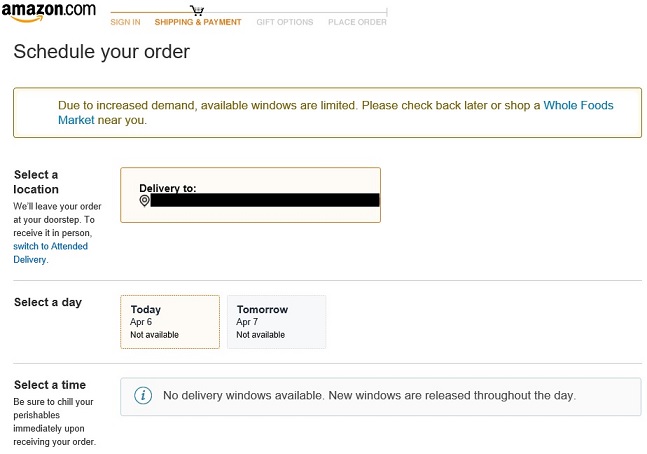 amazon.com
SIGN IN SHIPPING & PAYMENT GIFT OPTIONS PLACE ORDER
Schedule your order
Due to increased demand, available windows are limited. Please check back later or shop a Whole Foods
Market near you.
Select a
location
We'll leave your order
at your doorstep. To
receive it in person,
switch to Attended
Delivery.
Delivery to:
Select a day
Today
Apr 6
Not available
Tomorrow
Apr 7
Not available
Select a time
Be sure to chill your
perishables
immediately upon
receiving your order.
No delivery windows available. New windows are released throughout the day.